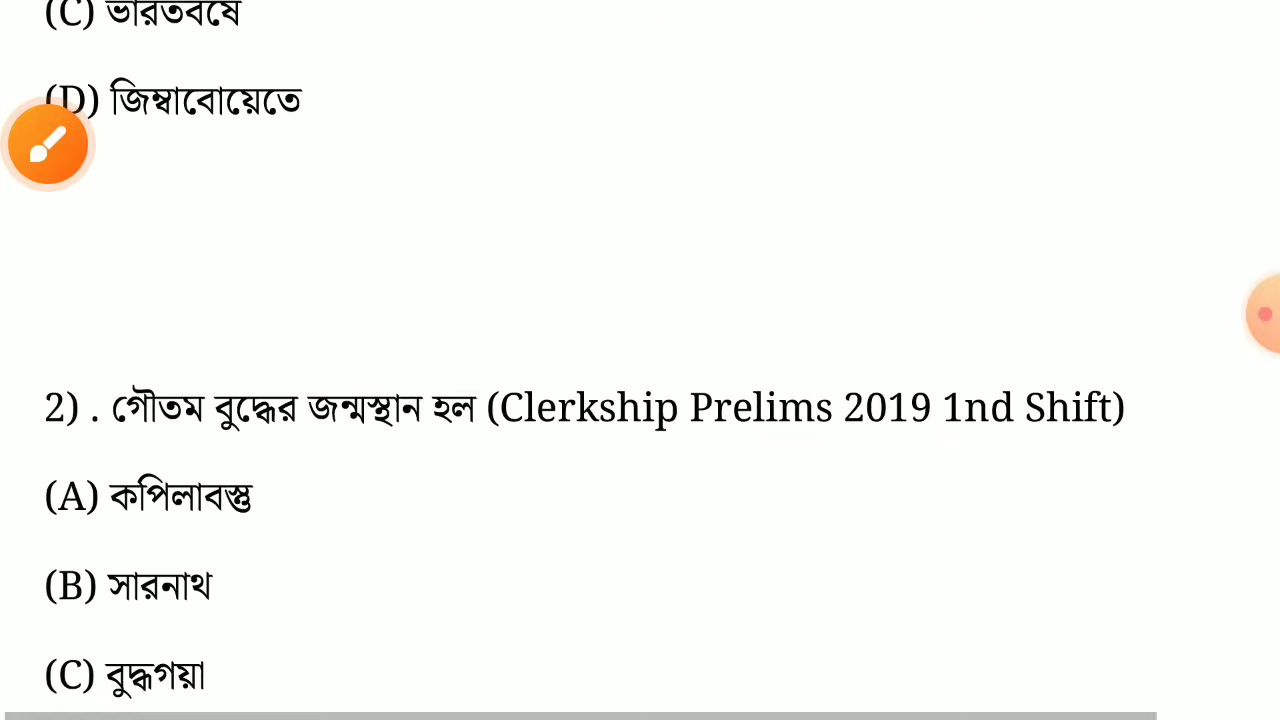 (C) ভারতবর্ষে
(D) জিম্বাবোয়েতে
2) . গৌতম বুদ্ধের জন্মস্থান হল (Clerkship Prelims 2019 1nd Shift)
(A) কপিলাবস্তু
(B) সারনাথ
(C) বুদ্ধগয়া